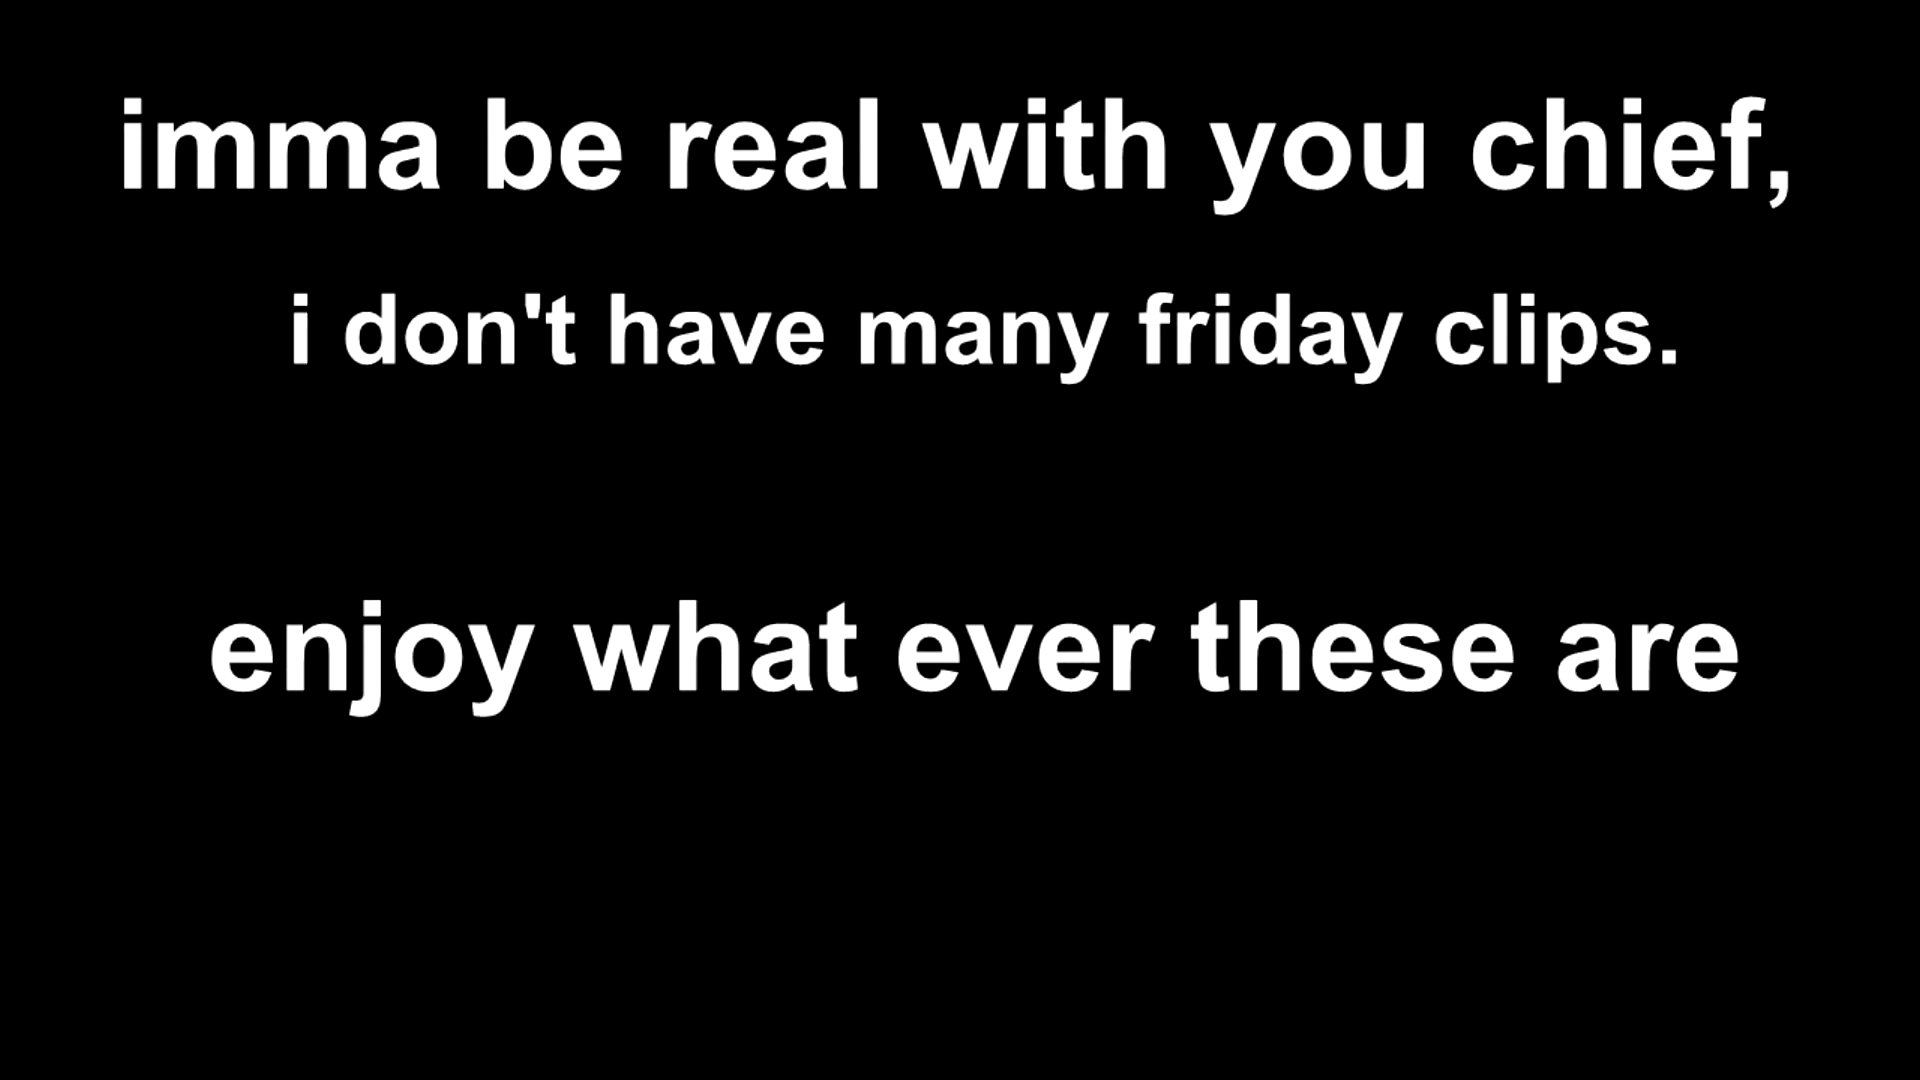 imma be real with you chief,
i don't have many friday clips.
enjoy what ever these are